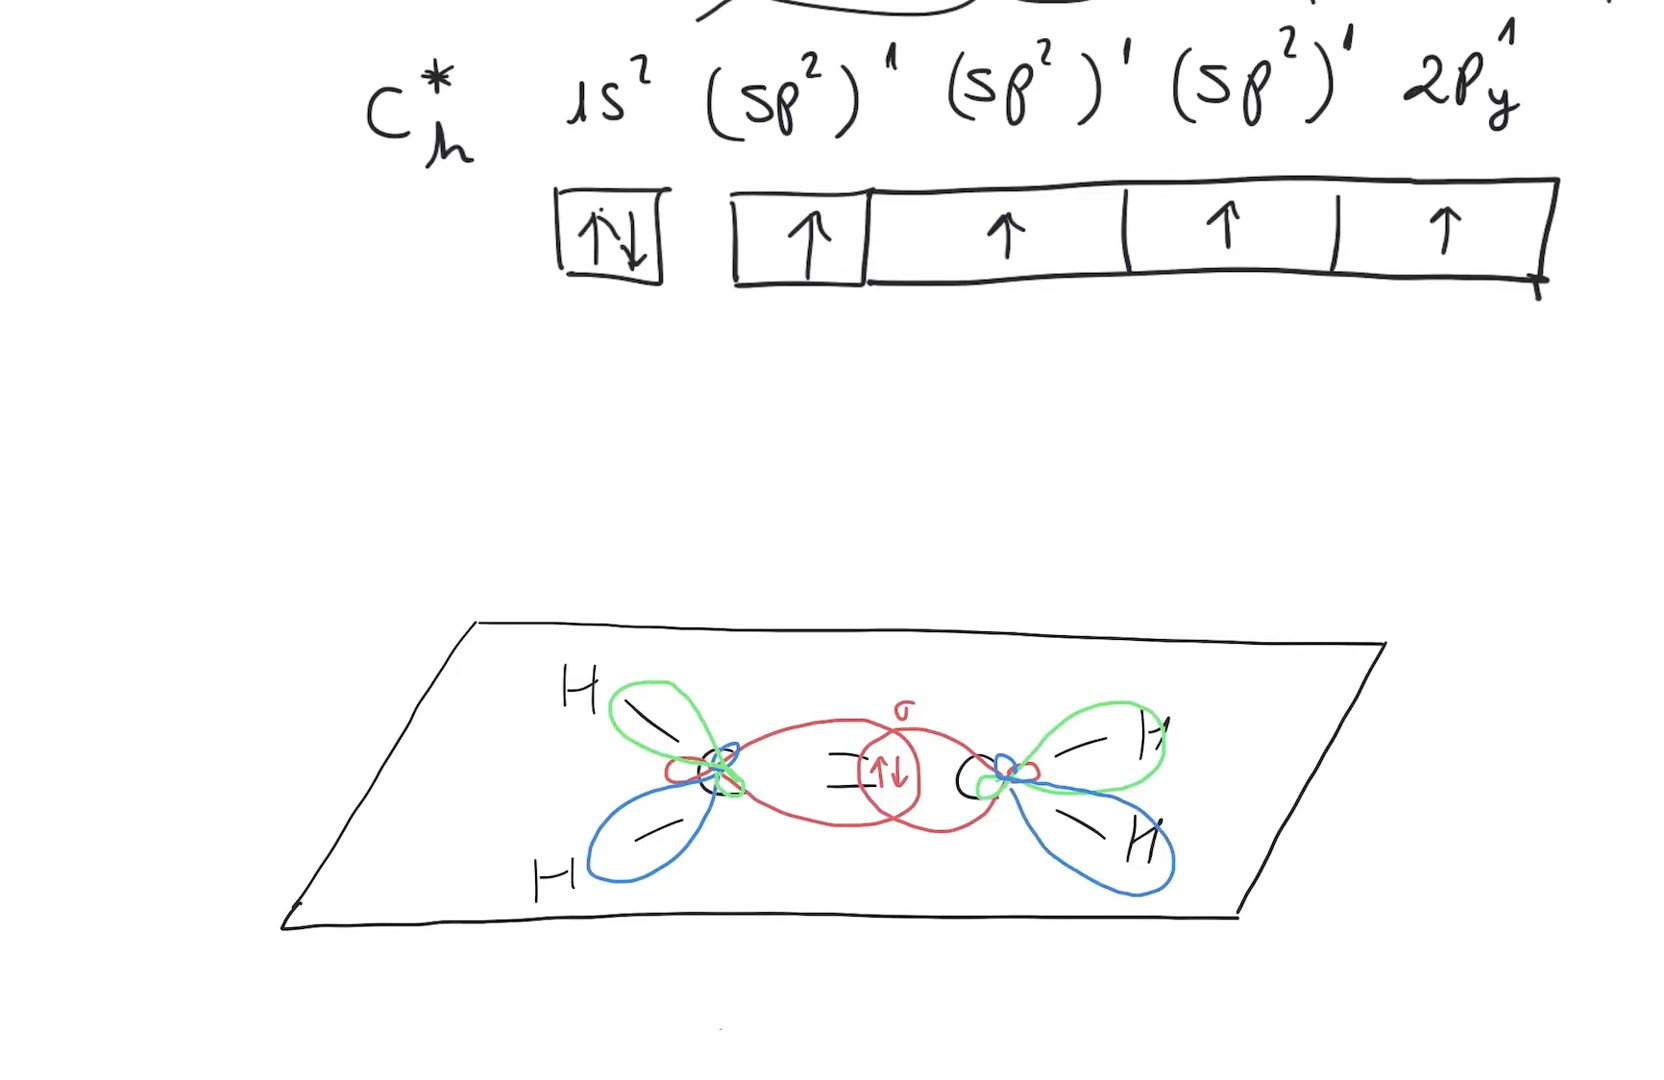 C*h 1s² (sp²)¹ (sp²)¹ (sp²)¹ 2Py¹
↑↓ ↑ ↑ ↑ ↑
H σ H
C = ↑↓ C
H H